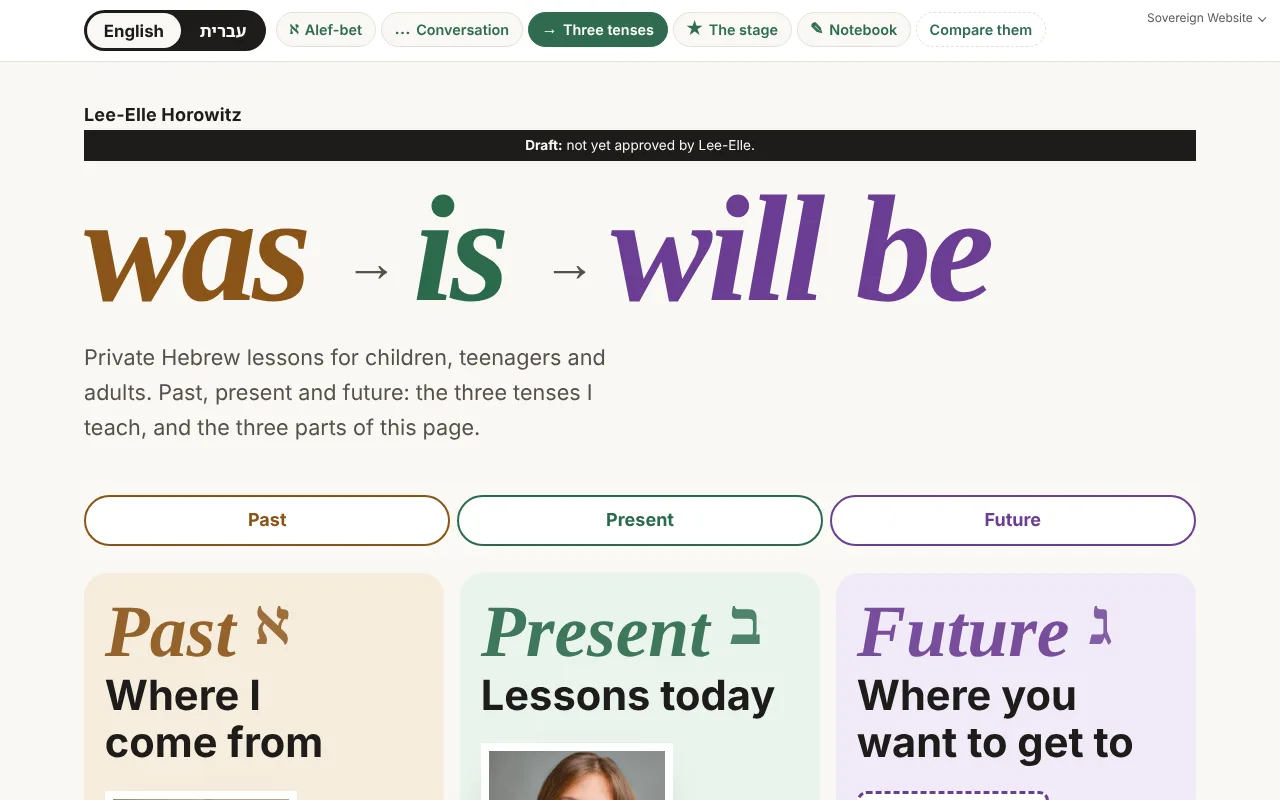 English
עברית
א Alef-bet
… Conversation
→ Three tenses
★ The stage
✎ Notebook
Compare them
Sovereign Website
Lee-Elle Horowitz
Draft: not yet approved by Lee-Elle.
was → is → will be
Private Hebrew lessons for children, teenagers and
adults. Past, present and future: the three tenses I
teach, and the three parts of this page.
Past
Present
Future
Past א
Where I
come from
Present ב
Lessons today
Future ג
Where you
want to get to